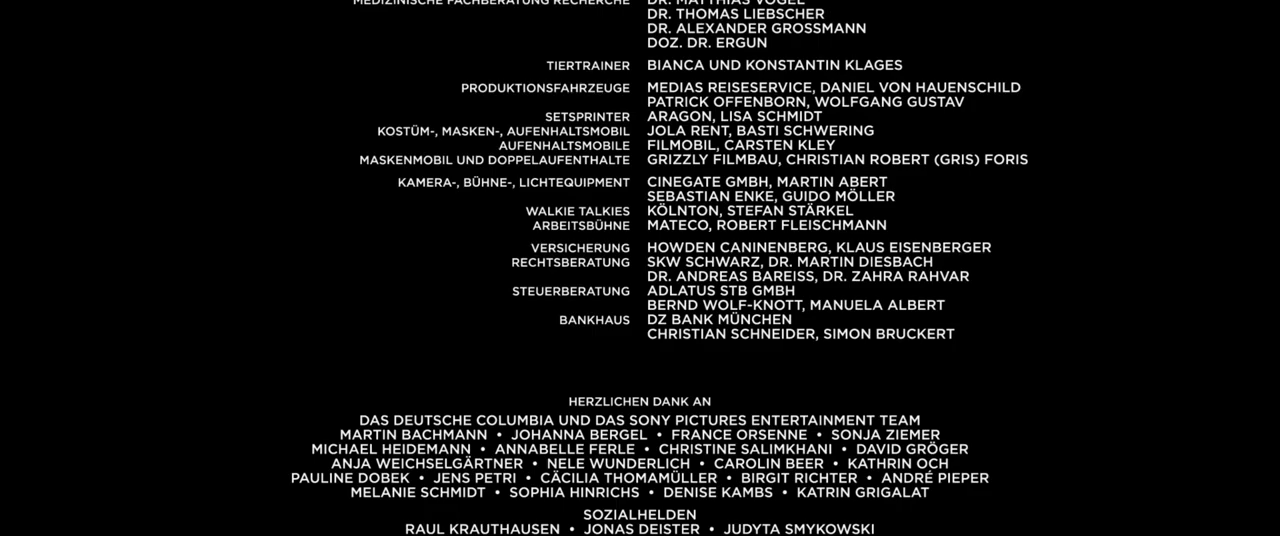 MEDIZINISCHE FACHBERATUNG RECHERCHE DR. MATTHIAS VOGEL
DR. THOMAS LIEBSCHER
DR. ALEXANDER GROSSMANN
DOZ. DR. ERGUN
TIERTRAINER BIANCA UND KONSTANTIN KLAGES
PRODUKTIONSFAHRZEUGE MEDIAS REISESERVICE, DANIEL VON HAUENSCHILD
PATRICK OFFENBORN, WOLFGANG GUSTAV
SETSPRINTER ARAGON, LISA SCHMIDT
KOSTÜM-, MASKEN-, AUFENHALTSMOBIL JOLA RENT, BASTI SCHWERING
AUFENHALTSMOBILE FILMOBIL, CARSTEN KLEY
MASKENMOBIL UND DOPPELAUFENTHALTE GRIZZLY FILMBAU, CHRISTIAN ROBERT (GRIS) FORIS
KAMERA-, BÜHNE-, LICHTEQUIPMENT CINEGATE GMBH, MARTIN ABERT
SEBASTIAN ENKE, GUIDO MÖLLER
WALKIE TALKIES KÖLNTON, STEFAN STÄRKEL
ARBEITSBÜHNE MATECO, ROBERT FLEISCHMANN
VERSICHERUNG HOWDEN CANINENBERG, KLAUS EISENBERGER
RECHTSBERATUNG SKW SCHWARZ, DR. MARTIN DIESBACH
DR. ANDREAS BAREISS, DR. ZAHRA RAHVAR
STEUERBERATUNG ADLATUS STB GMBH
BERND WOLF-KNOTT, MANUELA ALBERT
BANKHAUS DZ BANK MÜNCHEN
CHRISTIAN SCHNEIDER, SIMON BRUCKERT
HERZLICHEN DANK AN
DAS DEUTSCHE COLUMBIA UND DAS SONY PICTURES ENTERTAINMENT TEAM
MARTIN BACHMANN • JOHANNA BERGEL • FRANCE ORSENNE • SONJA ZIEMER
MICHAEL HEIDEMANN • ANNABELLE FERLE • CHRISTINE SALIMKHANI • DAVID GRÖGER
ANJA WEICHSELGÄRTNER • NELE WUNDERLICH • CAROLIN BEER • KATHRIN OCH
PAULINE DOBEK • JENS PETRI • CÄCILIA THOMAMÜLLER • BIRGIT RICHTER • ANDRÉ PIEPER
MELANIE SCHMIDT • SOPHIA HINRICHS • DENISE KAMBS • KATRIN GRIGALAT
SOZIALHELDEN
RAUL KRAUTHAUSEN • JONAS DEISTER • JUDYTA SMYKOWSKI